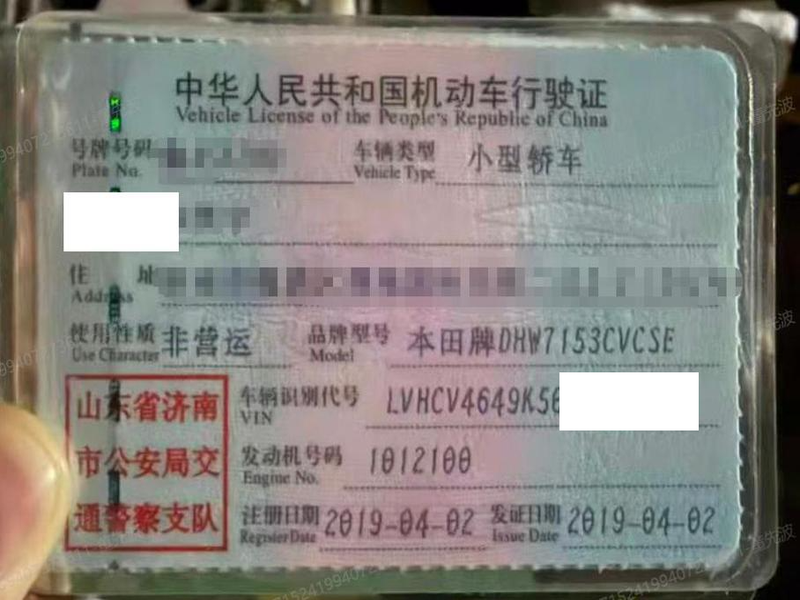 中华人民共和国机动车行驶证
Vehicle License of the People's Republic of China
号牌号码 车辆类型 小型轿车
Plate No. Vehicle Type
住 址
Address
使用性质 非营运 品牌型号 本田牌DHW7153CVCSE
Use Character Model
山东省济南
市公安局交
通警察支队
车辆识别代号 LVHCV4649K56
VIN
发动机号码 1012100
Engine No.
注册日期 2019-04-02 发证日期 2019-04-02
Register Date Issue Date